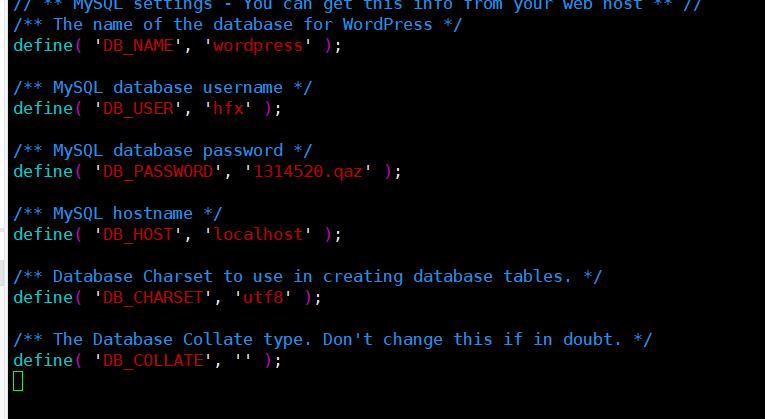 // ** MySQL settings - You can get this info from your web host ** //
/** The name of the database for WordPress */
define( 'DB_NAME', 'wordpress' );
/** MySQL database username */
define( 'DB_USER', 'hfx' );
/** MySQL database password */
define( 'DB_PASSWORD', '1314520.qaz' );
/** MySQL hostname */
define( 'DB_HOST', 'localhost' );
/** Database Charset to use in creating database tables. */
define( 'DB_CHARSET', 'utf8' );
/** The Database Collate type. Don't change this if in doubt. */
define( 'DB_COLLATE', '' );